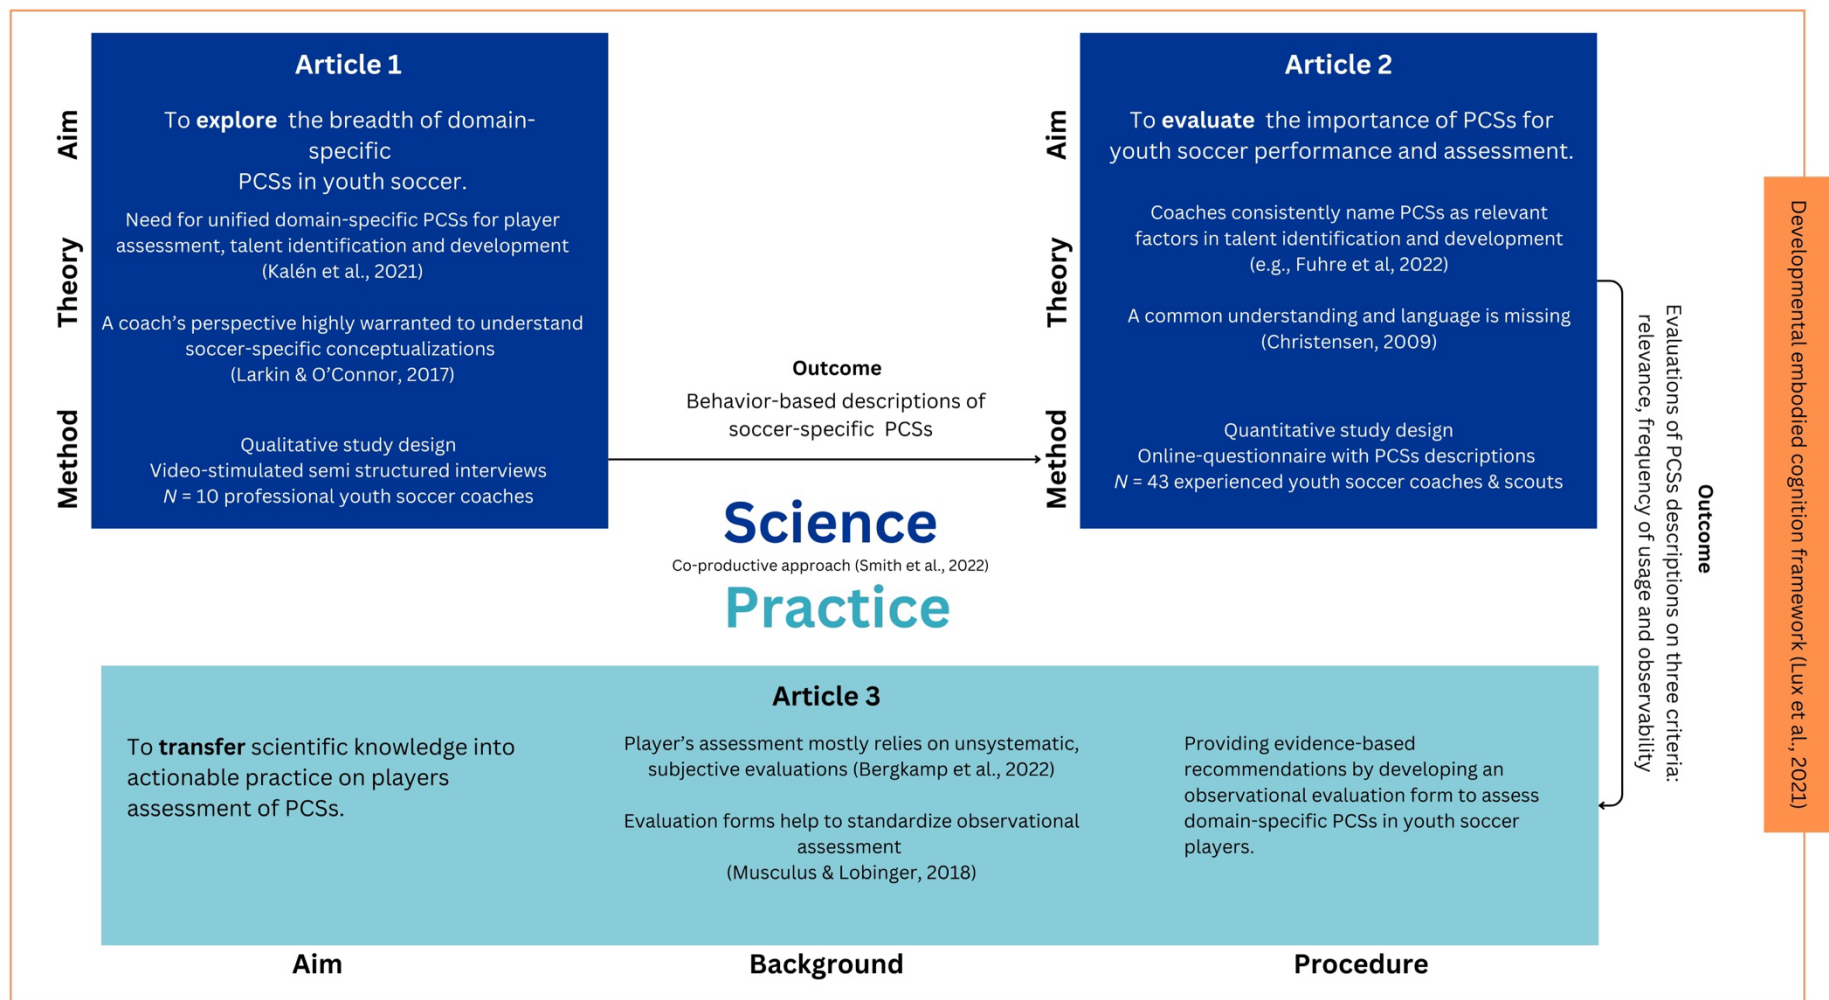 Article 1
Aim
To explore the breadth of domain-
specific
PCSs in youth soccer.
Theory
Need for unified domain-specific PCSs for player
assessment, talent identification and development
(Kalén et al., 2021)
A coach's perspective highly warranted to understand
soccer-specific conceptualizations
(Larkin & O'Connor, 2017)
Method
Qualitative study design
Video-stimulated semi structured interviews
N = 10 professional youth soccer coaches
Outcome
Behavior-based descriptions of
soccer-specific PCSs
Article 2
Aim
To evaluate the importance of PCSs for
youth soccer performance and assessment.
Theory
Coaches consistently name PCSs as relevant
factors in talent identification and development
(e.g., Fuhre et al, 2022)
A common understanding and language is missing
(Christensen, 2009)
Method
Quantitative study design
Online-questionnaire with PCSs descriptions
N = 43 experienced youth soccer coaches & scouts
Outcome
Evaluations of PCSs descriptions on three criteria:
relevance, frequency of usage and observability
Developmental embodied cognition framework (Lux et al., 2021)
Science
Co-productive approach (Smith et al., 2022)
Practice
Article 3
To transfer scientific knowledge into
actionable practice on players
assessment of PCSs.
Player's assessment mostly relies on unsystematic,
subjective evaluations (Bergkamp et al., 2022)
Evaluation forms help to standardize observational
assessment
(Musculus & Lobinger, 2018)
Providing evidence-based
recommendations by developing an
observational evaluation form to assess
domain-specific PCSs in youth soccer
players.
Aim
Background
Procedure